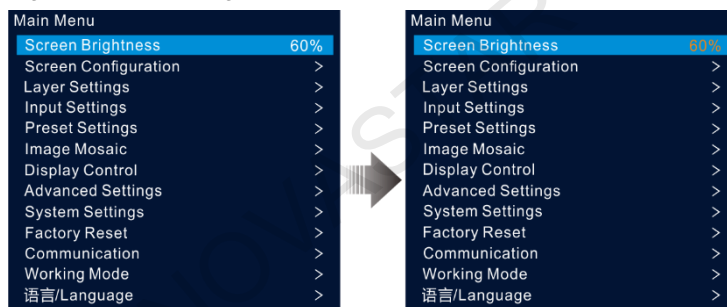 Main Menu
Screen Brightness 60%
Screen Configuration >
Layer Settings >
Input Settings >
Preset Settings >
Image Mosaic >
Display Control >
Advanced Settings >
System Settings >
Factory Reset >
Communication >
Working Mode >
语言/Language >
Main Menu
Screen Brightness 60%
Screen Configuration >
Layer Settings >
Input Settings >
Preset Settings >
Image Mosaic >
Display Control >
Advanced Settings >
System Settings >
Factory Reset >
Communication >
Working Mode >
语言/Language >